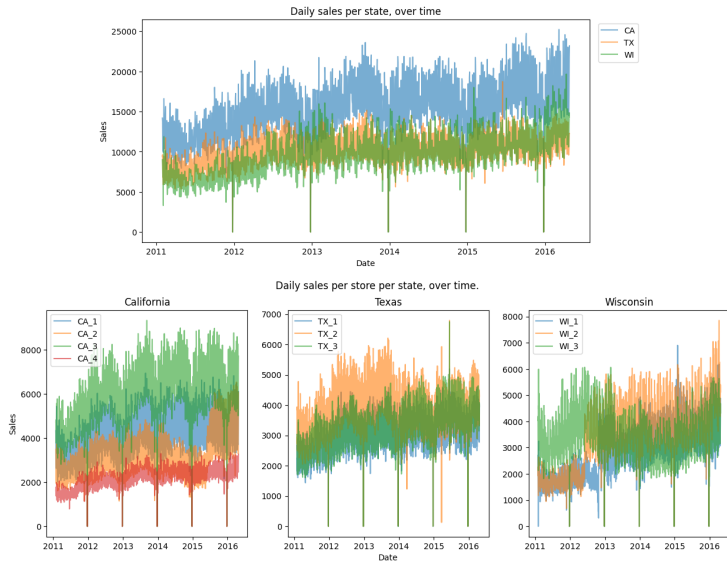 Daily sales per state, over time
CA
TX
WI
25000
20000
15000
10000
5000
0
Sales
2011 2012 2013 2014 2015 2016
Date
Daily sales per store per state, over time.
California
CA_1
CA_2
CA_3
CA_4
8000
6000
4000
2000
0
Sales
2011 2012 2013 2014 2015 2016
Texas
TX_1
TX_2
TX_3
7000
6000
5000
4000
3000
2000
1000
0
2011 2012 2013 2014 2015 2016
Date
Wisconsin
WI_1
WI_2
WI_3
8000
7000
6000
5000
4000
3000
2000
1000
0
2011 2012 2013 2014 2015 2016